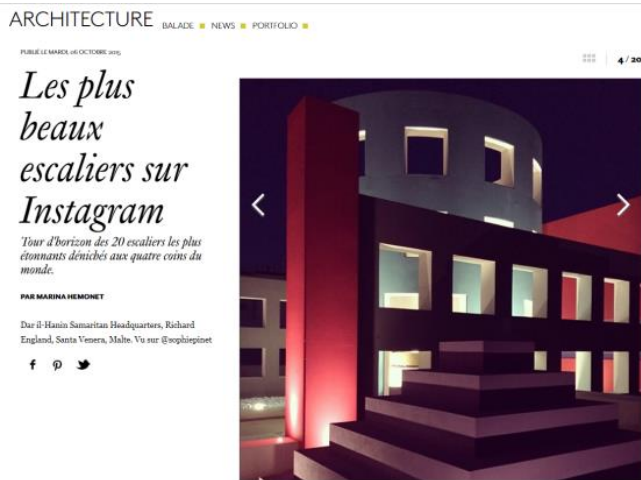 ARCHITECTURE BALADE NEWS PORTFOLIO
PUBLIÉ LE MARDI, 06 OCTOBRE 2015
4 / 20
Les plus
beaux
escaliers sur
Instagram
Tour d'horizon des 20 escaliers les plus
étonnants dénichés aux quatre coins du
monde.
PAR MARINA HEMONET
Dar il-Hanin Samaritan Headquarters, Richard
England, Santa Venera, Malte. Vu sur @sophiepinet